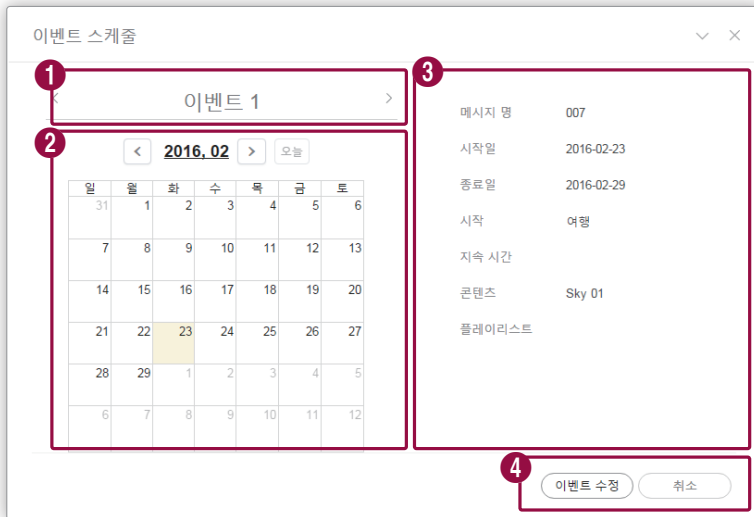 이벤트 스케줄
1
이벤트 1
2
2016, 02 오늘
일 월 화 수 목 금 토
31 1 2 3 4 5 6
7 8 9 10 11 12 13
14 15 16 17 18 19 20
21 22 23 24 25 26 27
28 29 1 2 3 4 5
6 7 8 9 10 11 12
3
메시지 명 007
시작일 2016-02-23
종료일 2016-02-29
시작 여행
지속 시간
콘텐츠 Sky 01
플레이리스트
4
이벤트 수정 취소